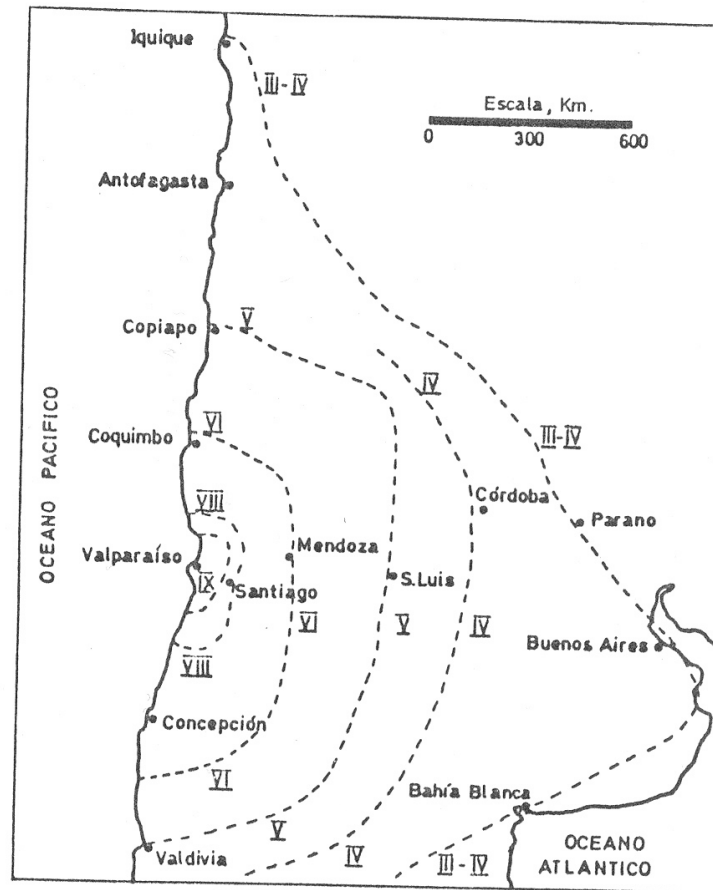 Iquique
III-IV
Escala, Km.
0 300 600
Antofagasta
Copiapo
V
IV
OCEANO PACIFICO
VI
Coquimbo
III-IV
VIII
Córdoba
Parano
Valparaíso
Mendoza
IX
Santiago
S.Luis
VI
V
IV
Buenos Aires
VIII
Concepción
VI
Bahía Blanca
V
Valdivia
IV
III-IV
OCEANO
ATLANTICO